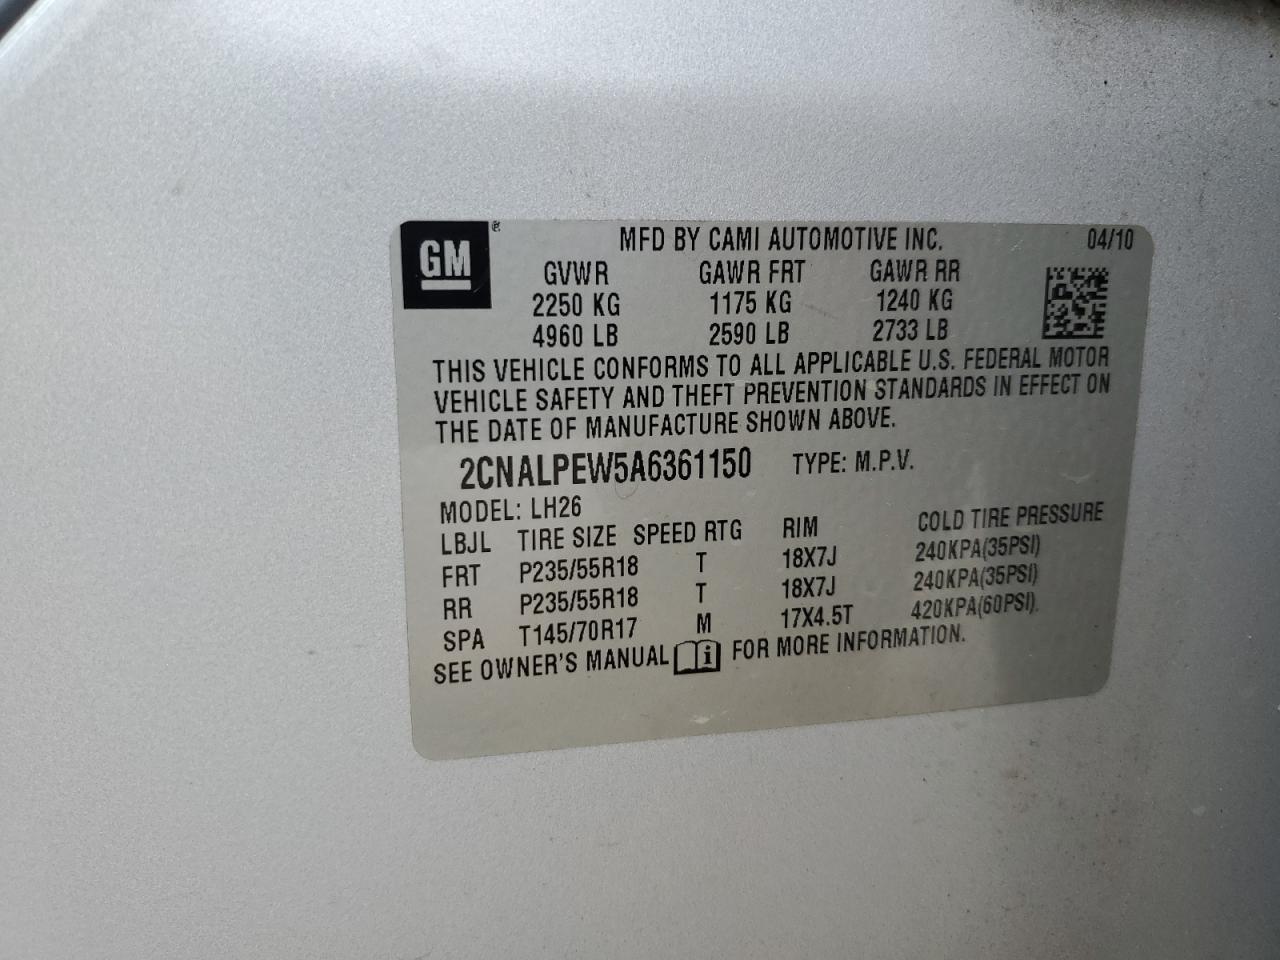 GM ® MFD BY CAMI AUTOMOTIVE INC. 04/10
GVWR GAWR FRT GAWR RR
2250 KG 1175 KG 1240 KG
4960 LB 2590 LB 2733 LB
THIS VEHICLE CONFORMS TO ALL APPLICABLE U.S. FEDERAL MOTOR
VEHICLE SAFETY AND THEFT PREVENTION STANDARDS IN EFFECT ON
THE DATE OF MANUFACTURE SHOWN ABOVE.
2CNALPEW5A6361150 TYPE: M.P.V.
MODEL: LH26
LBJL TIRE SIZE SPEED RTG RIM COLD TIRE PRESSURE
FRT P235/55R18 T 18X7J 240KPA(35PSI)
RR P235/55R18 T 18X7J 240KPA(35PSI)
SPA T145/70R17 M 17X4.5T 420KPA(60PSI).
SEE OWNER'S MANUAL i FOR MORE INFORMATION.